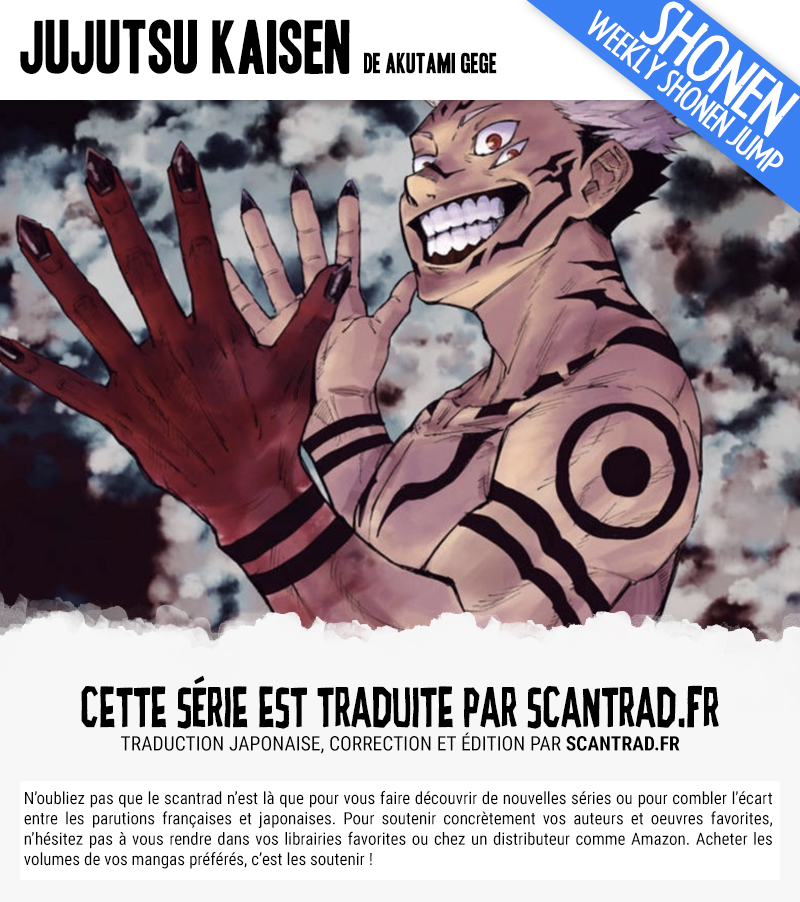 JUJUTSU KAISEN DE AKUTAMI GEGE
SHONEN
WEEKLY SHONEN JUMP
CETTE SÉRIE EST TRADUITE PAR SCANTRAD.FR
TRADUCTION JAPONAISE, CORRECTION ET ÉDITION PAR SCANTRAD.FR
N’oubliez pas que le scantrad n’est là que pour vous faire découvrir de nouvelles séries ou pour combler l’écart
entre les parutions françaises et japonaises. Pour soutenir concrètement vos auteurs et oeuvres favorites,
n’hésitez pas à vous rendre dans vos librairies favorites ou chez un distributeur comme Amazon. Acheter les
volumes de vos mangas préférés, c’est les soutenir !